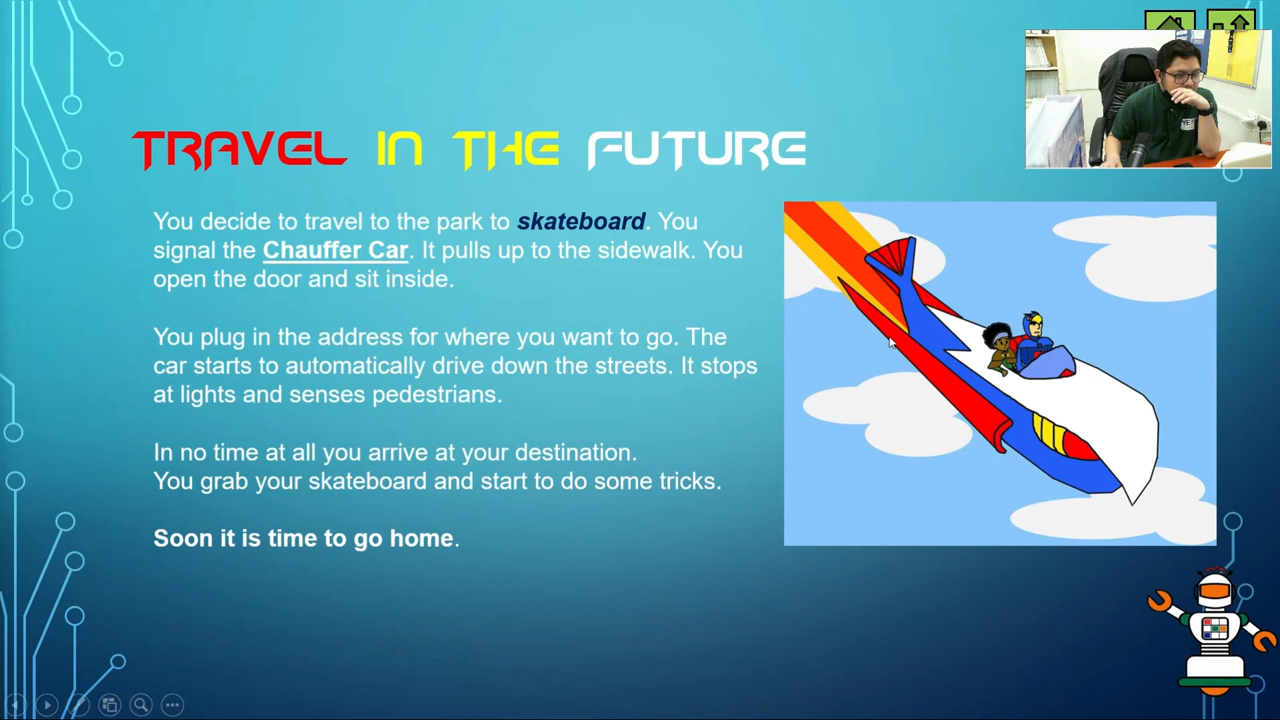 TRAVEL IN THE FUTURE
You decide to travel to the park to skateboard. You
signal the Chauffer Car. It pulls up to the sidewalk. You
open the door and sit inside.
You plug in the address for where you want to go. The
car starts to automatically drive down the streets. It stops
at lights and senses pedestrians.
In no time at all you arrive at your destination.
You grab your skateboard and start to do some tricks.
Soon it is time to go home.